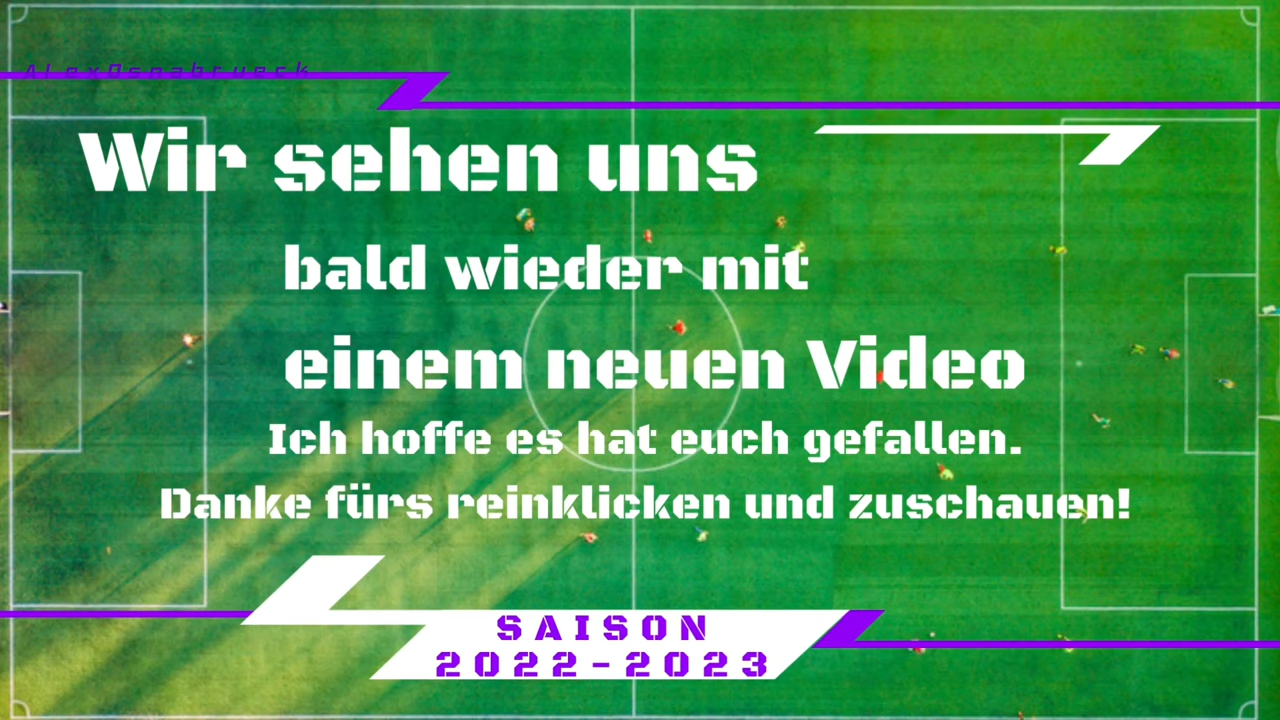 AlexOsnabrueck
Wir sehen uns
bald wieder mit
einem neuen Video
Ich hoffe es hat euch gefallen.
Danke fürs reinklicken und zuschauen!
SAISON
2022-2023